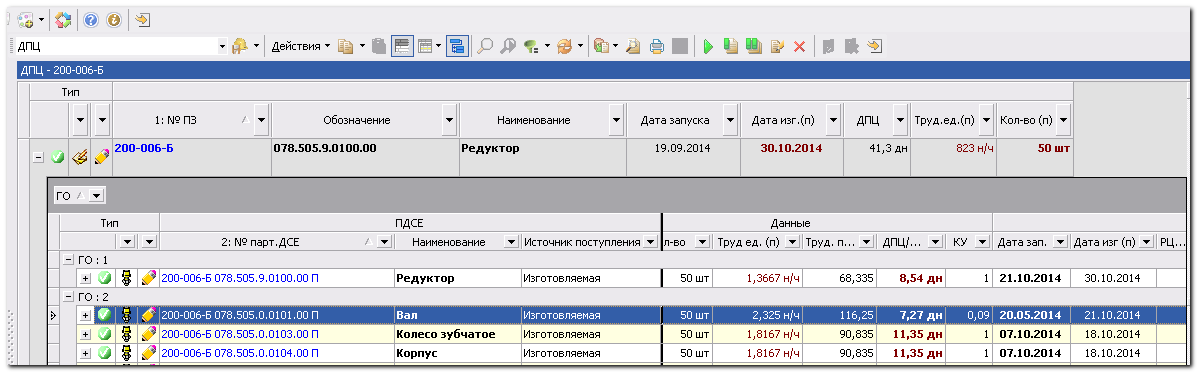 ДПЦ Действия
ДПЦ - 200-006-Б
Тип
1: № ПЗ Обозначение Наименование Дата запуска Дата изг.(п) ДПЦ Труд.ед.(п) Кол-во (п)
200-006-Б 078.505.9.0100.00 Редуктор 19.09.2014 30.10.2014 41,3 дн 823 н/ч 50 шт
ГО
Тип ПДСЕ Данные
2: № парт.ДСЕ Наименование Источник поступления л-во Труд ед. (п) Труд. п... ДПЦ/... КУ Дата зап. Дата изг (п) РЦ...
ГО : 1
200-006-Б 078.505.9.0100.00 П Редуктор Изготовляемая 50 шт 1,3667 н/ч 68,335 8,54 дн 1 21.10.2014 30.10.2014
ГО : 2
200-006-Б 078.505.0.0101.00 П Вал Изготовляемая 50 шт 2,325 н/ч 116,25 7,27 дн 0,09 20.05.2014 21.10.2014
200-006-Б 078.505.0.0103.00 П Колесо зубчатое Изготовляемая 50 шт 1,8167 н/ч 90,835 11,35 дн 1 07.10.2014 18.10.2014
200-006-Б 078.505.0.0104.00 П Корпус Изготовляемая 50 шт 1,8167 н/ч 90,835 11,35 дн 1 07.10.2014 18.10.2014